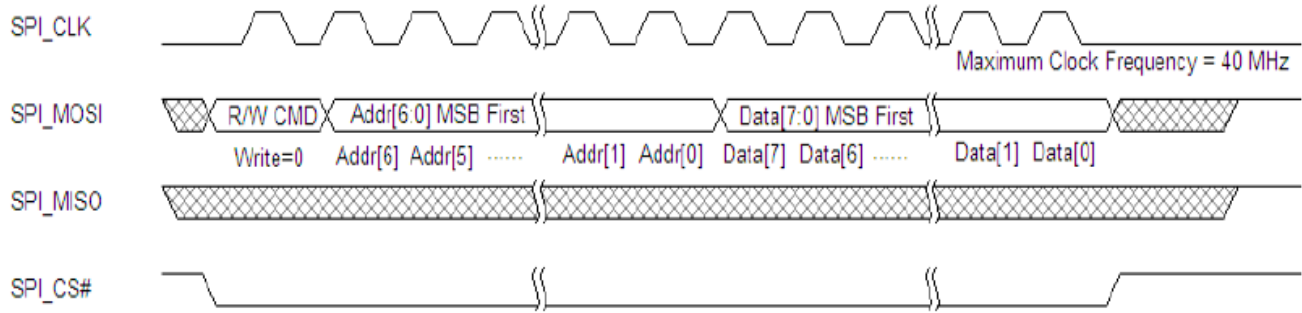 SPI_CLK
Maximum Clock Frequency = 40 MHz
SPI_MOSI
R/W CMD Addr[6:0] MSB First Data[7:0] MSB First
Write=0 Addr[6] Addr[5] ...... Addr[1] Addr[0] Data[7] Data[6] ...... Data[1] Data[0]
SPI_MISO
SPI_CS#